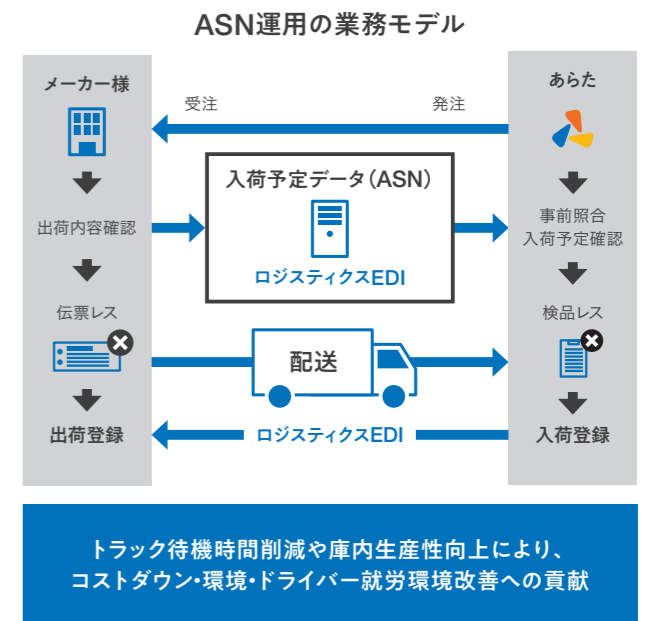 ASN運用の業務モデル
メーカー様
あらた
受注
発注
入荷予定データ(ASN)
出荷内容確認
事前照合
入荷予定確認
ロジスティクスEDI
伝票レス
検品レス
配送
出荷登録
ロジスティクスEDI
入荷登録
トラック待機時間削減や庫内生産性向上により、
コストダウン・環境・ドライバー就労環境改善への貢献